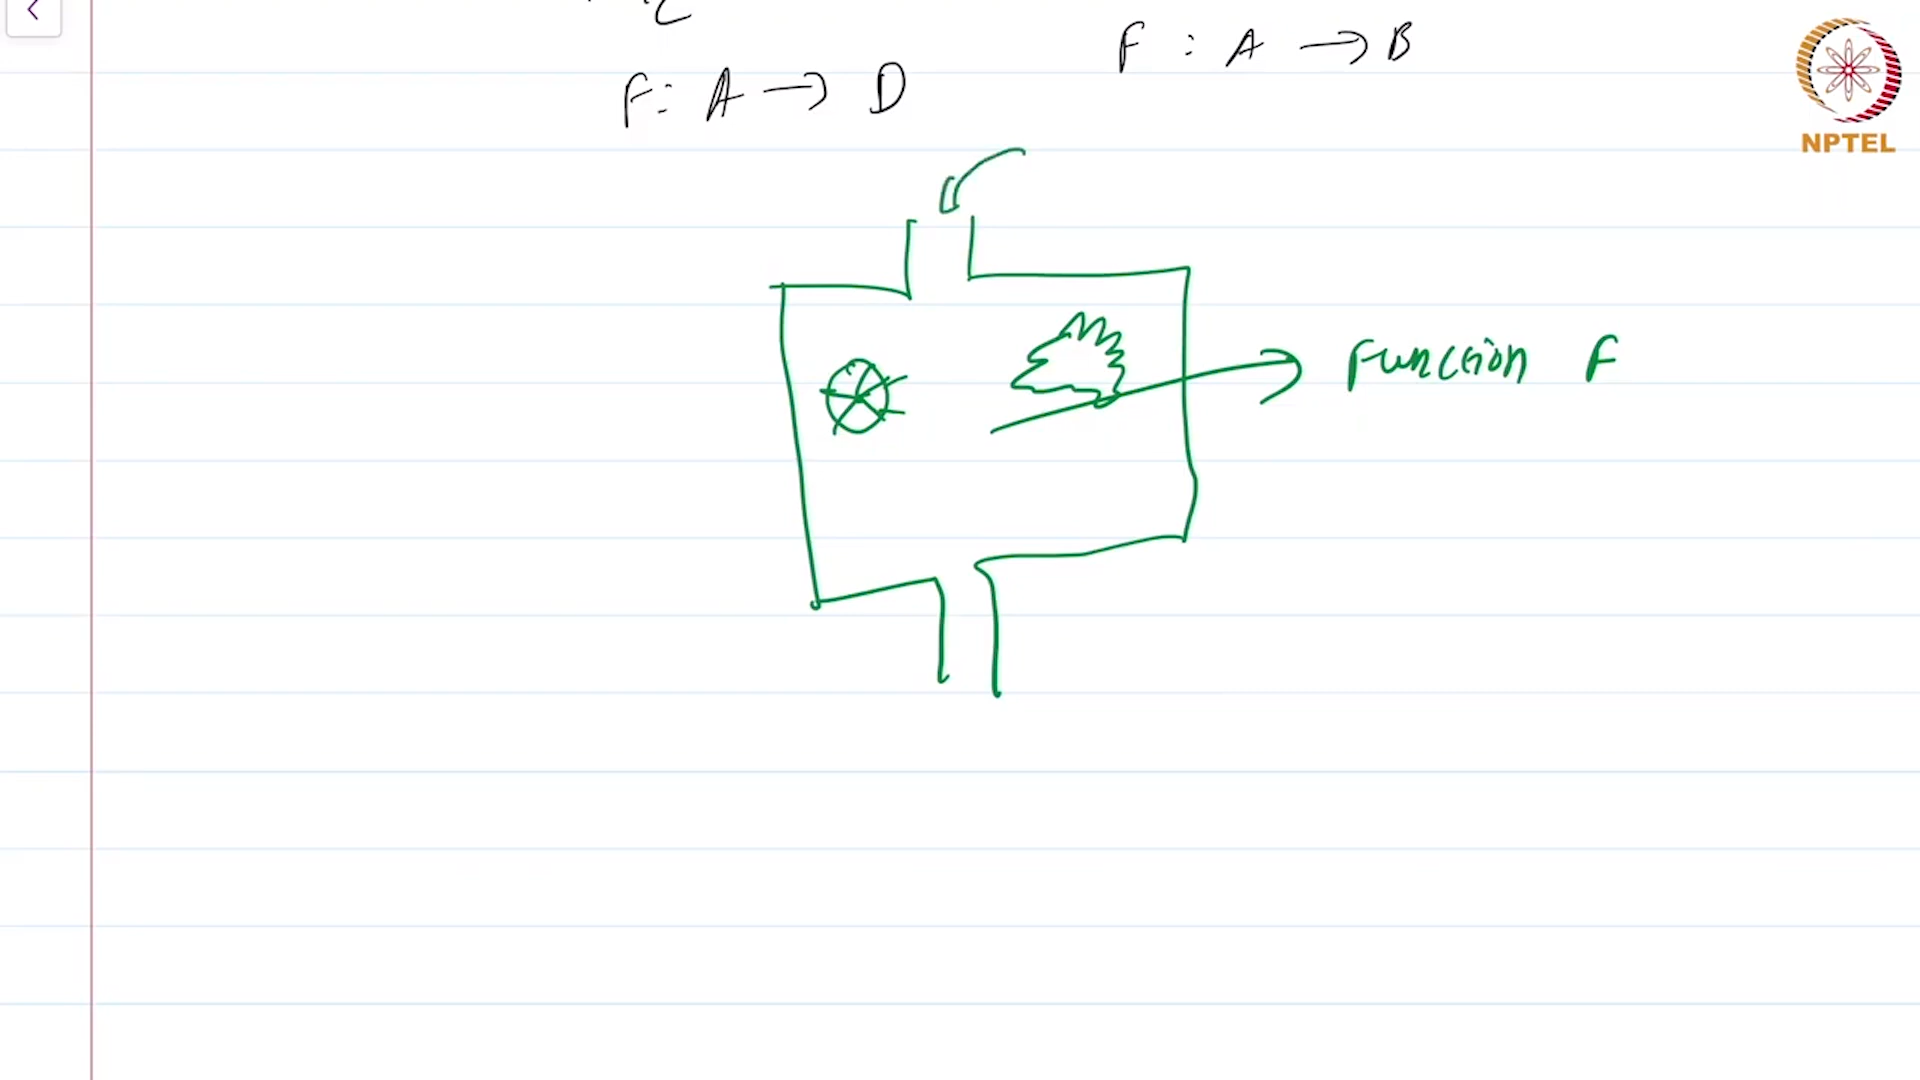 F : A → B
F: A → D
NPTEL
Function F